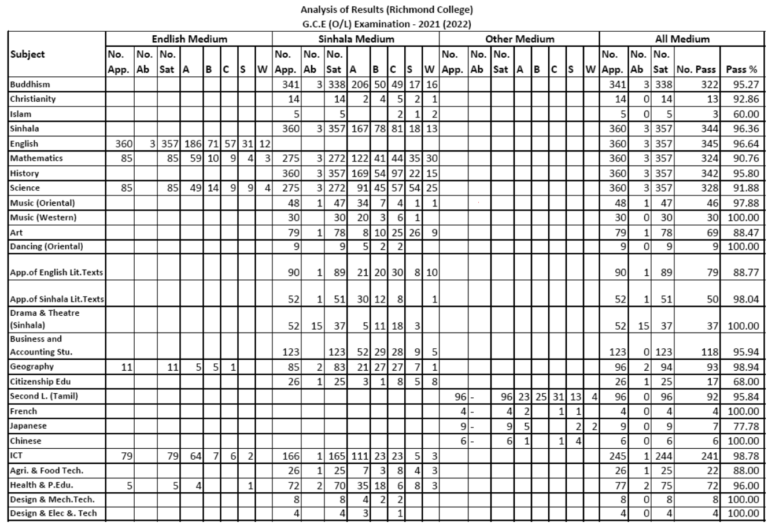 Analysis of Results (Richmond College)
G.C.E (O/L) Examination - 2021 (2022)
Endlish Medium Sinhala Medium Other Medium All Medium
Subject No. App. No. Ab No. Sat A B C S W No. App. No. Ab No. Sat A B C S W No. App. No. Ab No. Sat A B C S W No. App. No. Ab No. Sat No. Pass Pass %
Buddhism 341 3 338 206 50 49 17 16 341 3 338 322 95.27
Christianity 14 14 2 4 5 2 1 14 0 14 13 92.86
Islam 5 5 2 1 2 5 0 5 3 60.00
Sinhala 360 3 357 167 78 81 18 13 360 3 357 344 96.36
English 360 3 357 186 71 57 31 12 360 3 357 345 96.64
Mathematics 85 85 59 10 9 4 3 275 3 272 122 41 44 35 30 360 3 357 324 90.76
History 360 3 357 169 54 97 22 15 360 3 357 342 95.80
Science 85 85 49 14 9 9 4 275 3 272 91 45 57 54 25 360 3 357 328 91.88
Music (Oriental) 48 1 47 34 7 4 1 1 48 1 47 46 97.88
Music (Western) 30 30 20 3 6 1 30 0 30 30 100.00
Art 79 1 78 8 10 25 26 9 79 1 78 69 88.47
Dancing (Oriental) 9 9 5 2 2 9 0 9 9 100.00
App.of English Lit.Texts 90 1 89 21 20 30 8 10 90 1 89 79 88.77
App.of Sinhala Lit.Texts 52 1 51 30 12 8 1 52 1 51 50 98.04
Drama & Theatre
(Sinhala) 52 15 37 5 11 18 3 52 15 37 37 100.00
Business and
Accounting Stu. 123 123 52 29 28 9 5 123 0 123 118 95.94
Geography 11 11 5 5 1 85 2 83 21 27 27 7 1 96 2 94 93 98.94
Citizenship Edu 26 1 25 3 1 8 5 8 26 1 25 17 68.00
Second L. (Tamil) 96 - 96 23 25 31 13 4 96 0 96 92 95.84
French 4 - 4 2 1 1 4 0 4 4 100.00
Japanese 9 - 9 5 2 2 9 0 9 7 77.78
Chinese 6 - 6 1 1 4 6 0 6 6 100.00
ICT 79 79 64 7 6 2 166 1 165 111 23 23 5 3 245 1 244 241 98.78
Agri. & Food Tech. 26 1 25 7 3 8 4 3 26 1 25 22 88.00
Health & P.Edu. 5 5 4 1 72 2 70 35 18 6 8 3 77 2 75 72 96.00
Design & Mech.Tech. 8 8 4 2 2 8 0 8 8 100.00
Design & Elec &. Tech 4 4 3 1 4 0 4 4 100.00